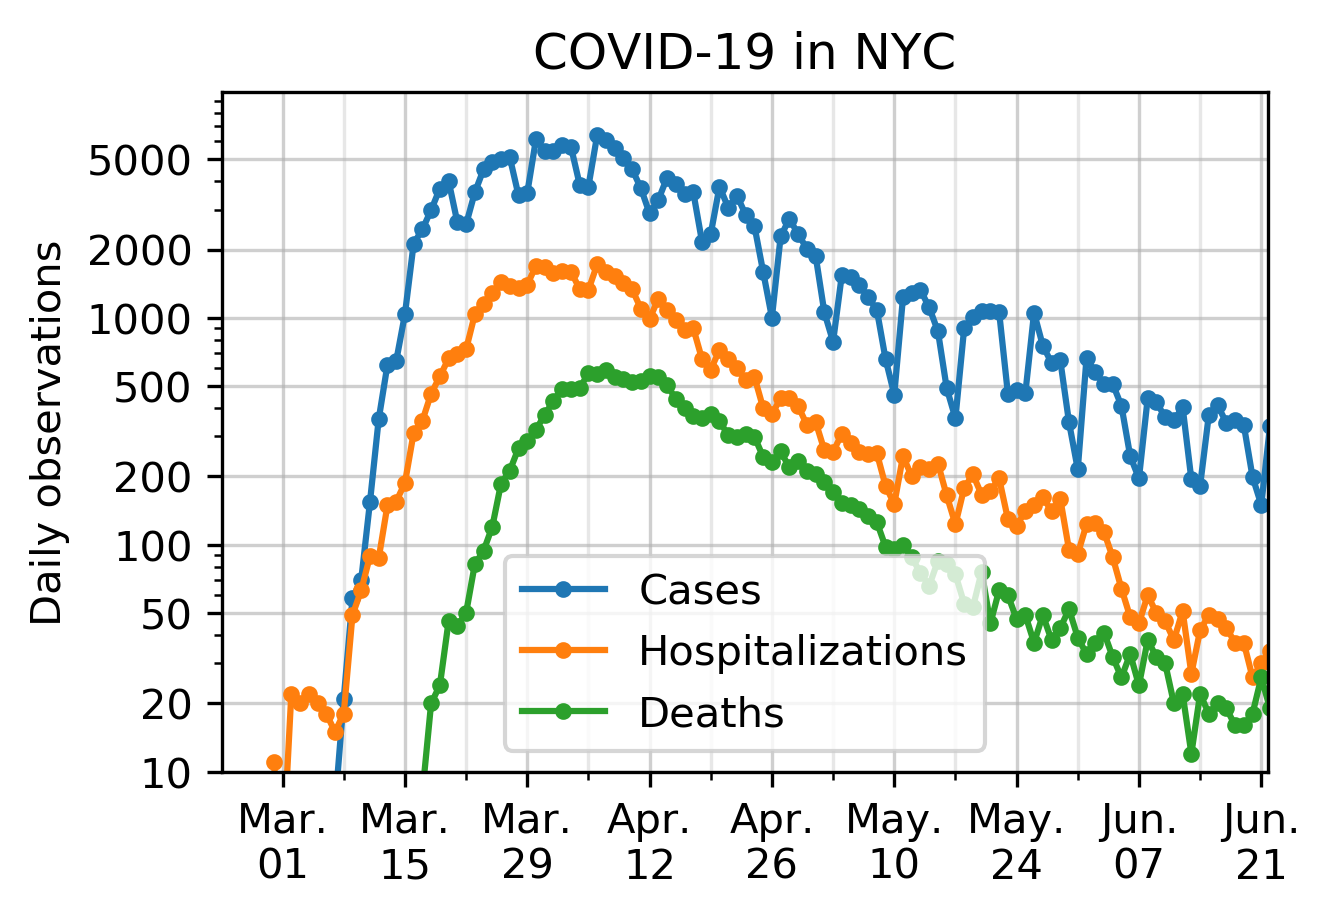 COVID-19 in NYC
Daily observations
5000
2000
1000
500
200
100
50
20
10
Cases
Hospitalizations
Deaths
Mar. Mar. Mar. Apr. Apr. May. May. Jun. Jun.
01 15 29 12 26 10 24 07 21